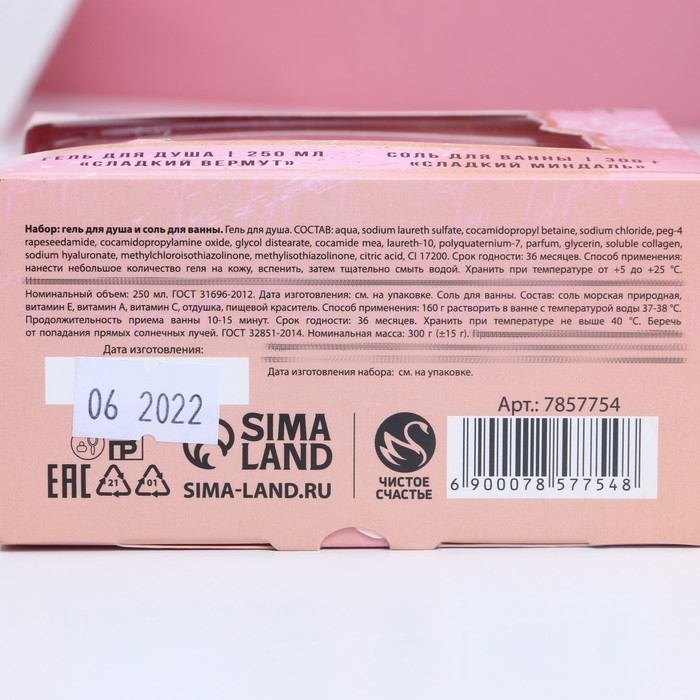 ГЕЛЬ ДЛЯ ДУША | 250 МЛ
«СЛАДКИЙ ВЕРМУТ»
СОЛЬ ДЛЯ ВАННЫ | 300 Г
«СЛАДКИЙ МИНДАЛЬ»
Набор: гель для душа и соль для ванны. Гель для душа. СОСТАВ: aqua, sodium laureth sulfate, cocamidopropyl betaine, sodium chloride, peg-4
rapeseedamide, cocamidopropylamine oxide, glycol distearate, cocamide mea, laureth-10, polyquaternium-7, parfum, glycerin, soluble collagen,
sodium hyaluronate, methylchloroisothiazolinone, methylisothiazolinone, citric acid, CI 17200. Срок годности: 36 месяцев. Способ применения:
нанести небольшое количество геля на кожу, вспенить, затем тщательно смыть водой. Хранить при температуре от +5 до +25 °С.
Номинальный объем: 250 мл. ГОСТ 31696-2012. Дата изготовления: см. на упаковке. Соль для ванны. Состав: соль морская природная,
витамин Е, витамин А, витамин С, отдушка, пищевой краситель. Способ применения: 160 г растворить в ванне с температурой воды 37-38 °С.
Продолжительность приема ванны 10-15 минут. Срок годности: 36 месяцев. Хранить при температуре не выше 40 °С. Беречь
от попадания прямых солнечных лучей. ГОСТ 32851-2014. Номинальная масса: 300 г (±15 г).
Дата изготовления:
Дата изготовления набора: см. на упаковке.
06 2022
EAC
21
01
SIMA
LAND
SIMA-LAND.RU
ЧИСТОЕ
СЧАСТЬЕ
Арт.: 7857754
6 900078 577548